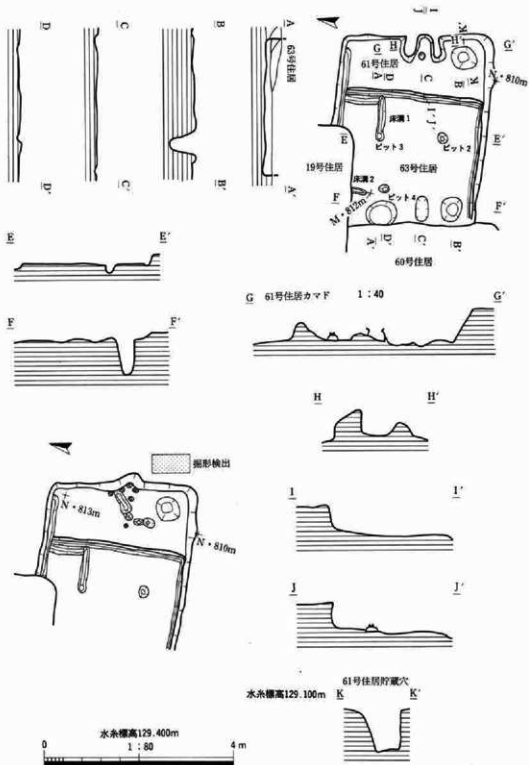 D
C
B
A
63号住居
D'
C'
B'
A'
I
J
G
H
H'
K'
G'
61号住居
A
D
C
B
K
N・810m
I'
J'
床溝1
ピット3
ピット2
E
E'
19号住居
63号住居
床溝2
F
ピット4
M・812m
F'
A'
D'
C'
B'
60号住居
E
E'
F
F'
G
61号住居カマド
1:40
G'
H
H'
掘形検出
N・813m
N・810m
I
I'
J
J'
61号住居貯蔵穴
水糸標高129.100m
K
K'
水糸標高129.400m
0
1:80
4 m